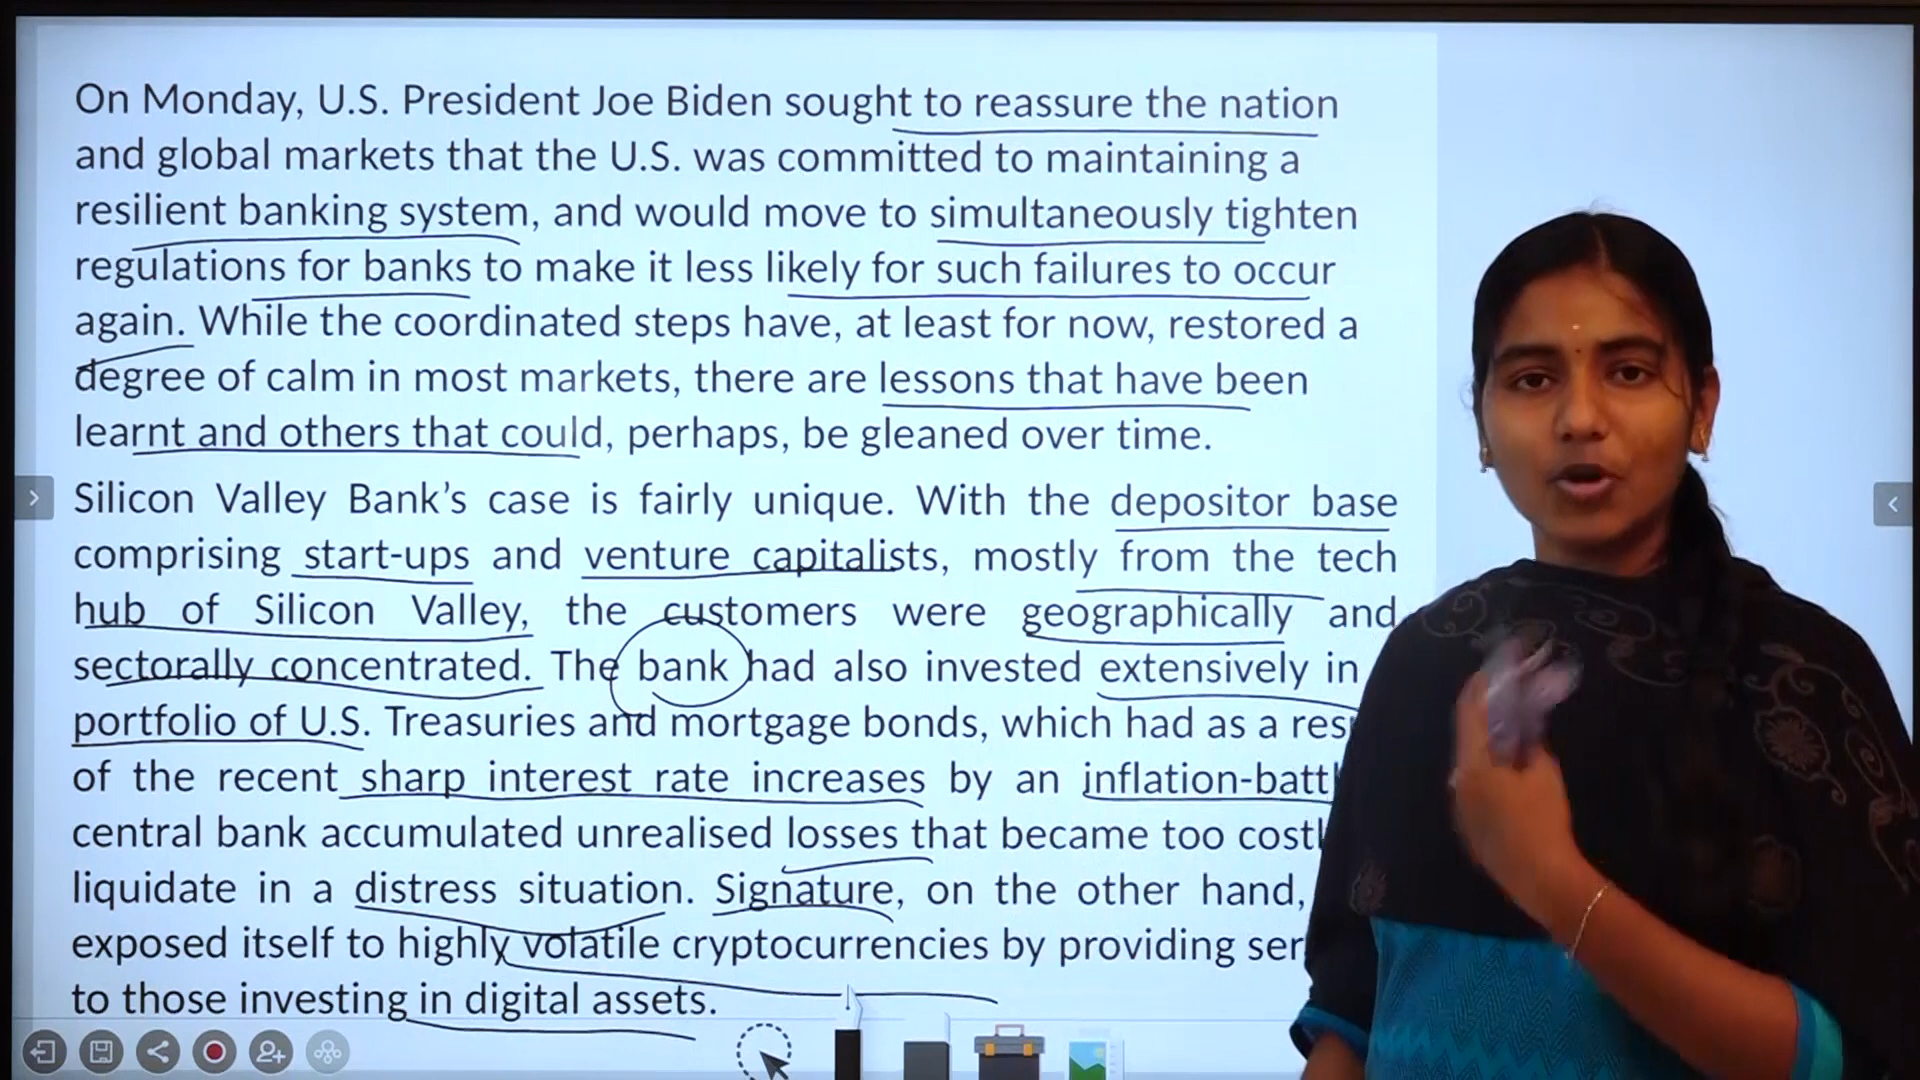 On Monday, U.S. President Joe Biden sought to reassure the nation
and global markets that the U.S. was committed to maintaining a
resilient banking system, and would move to simultaneously tighten
regulations for banks to make it less likely for such failures to occur
again. While the coordinated steps have, at least for now, restored a
degree of calm in most markets, there are lessons that have been
learnt and others that could, perhaps, be gleaned over time.
Silicon Valley Bank's case is fairly unique. With the depositor base
comprising start-ups and venture capitalists, mostly from the tech
hub of Silicon Valley, the customers were geographically and
sectorally concentrated. The bank had also invested extensively in
portfolio of U.S. Treasuries and mortgage bonds, which had as a
of the recent sharp interest rate increases by an
central bank accumulated unrealised losses that became too
liquidate in a distress situation. Signature, on the other hand,
exposed itself to highly volatile cryptocurrencies by providing
to those investing in digital assets.